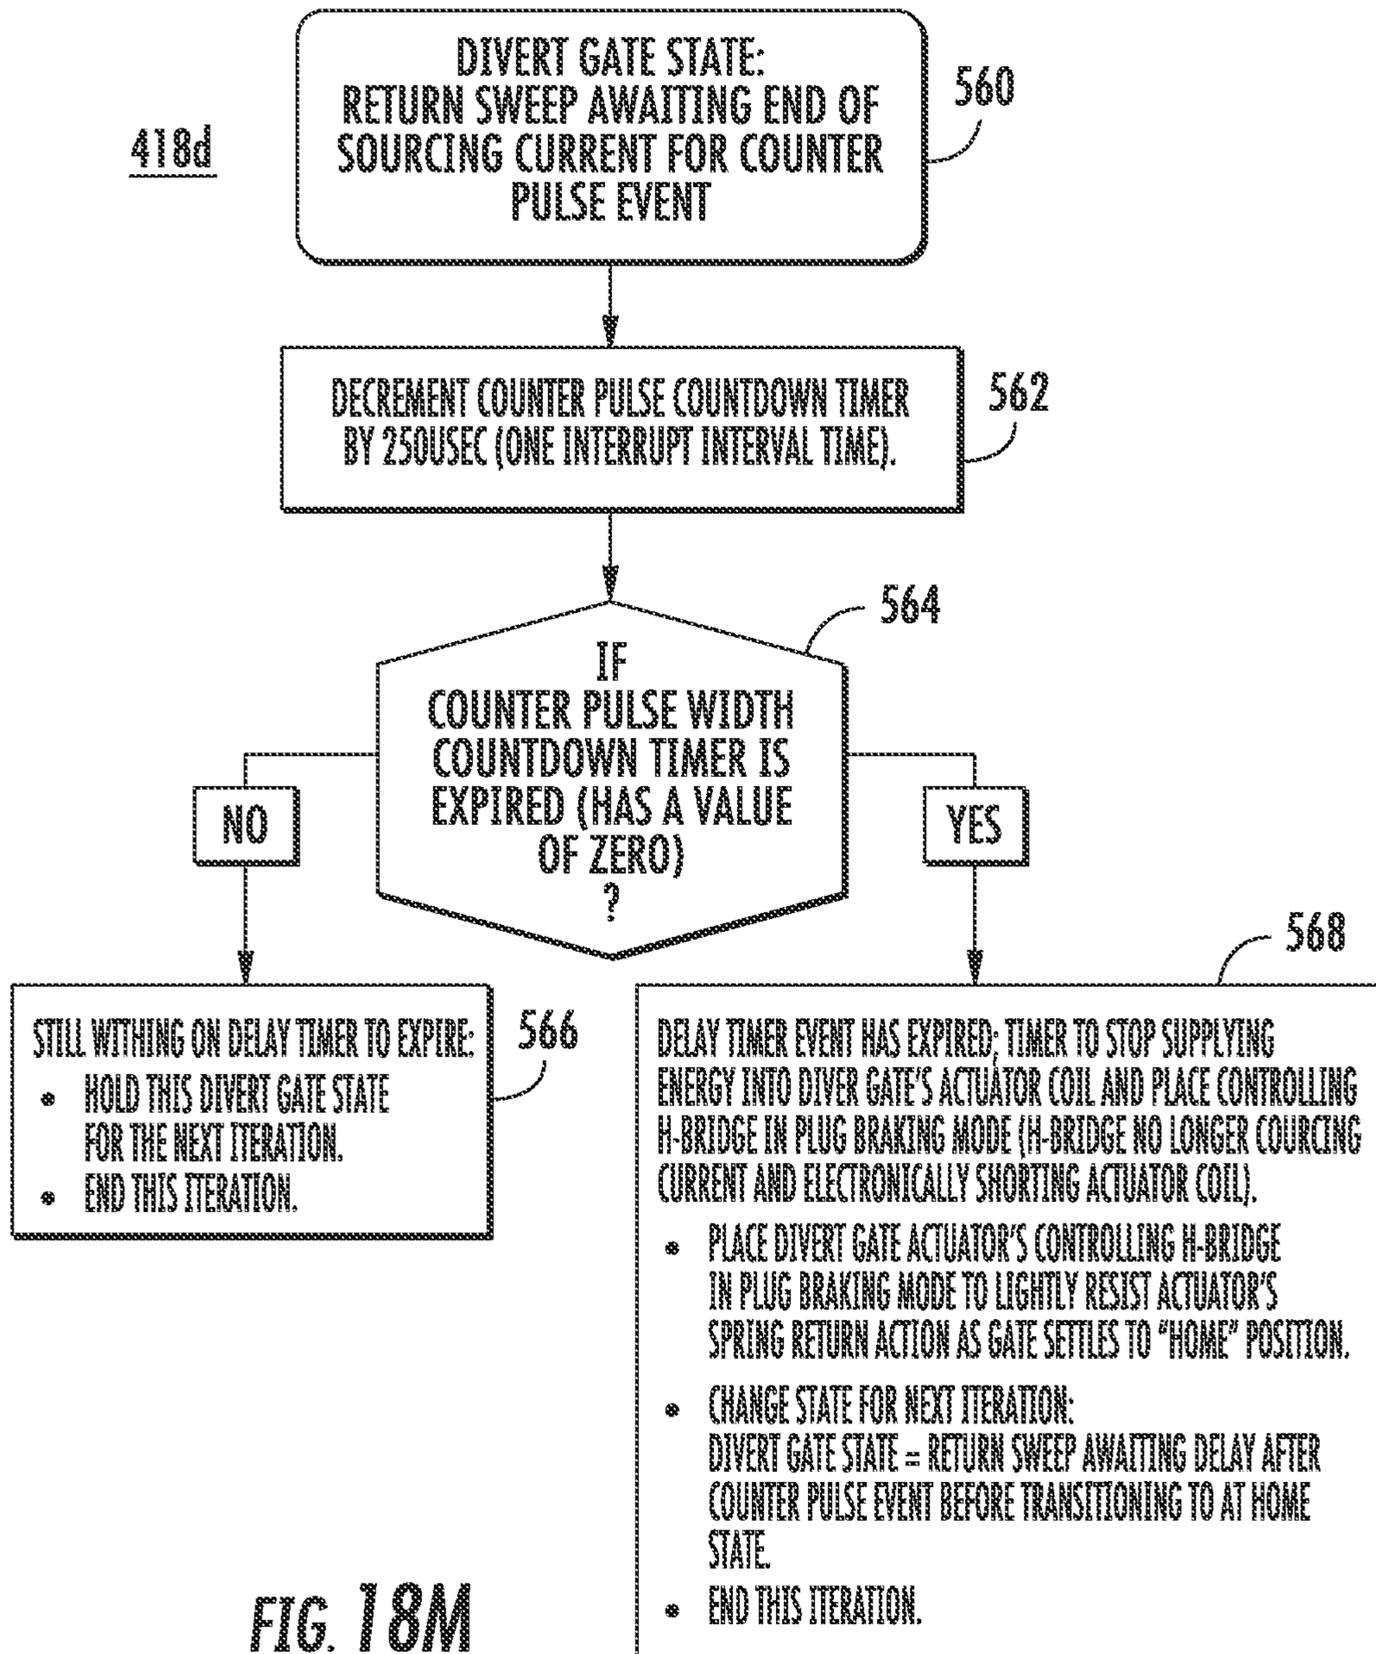 418d
DIVERT GATE STATE:
RETURN SWEEP AWAITING END OF
SOURCING CURRENT FOR COUNTER
PULSE EVENT
560
DECREMENT COUNTER PULSE COUNTDOWN TIMER
BY 250USEC (ONE INTERRUPT INTERVAL TIME).
562
IF
COUNTER PULSE WIDTH
COUNTDOWN TIMER IS
EXPIRED (HAS A VALUE
OF ZERO)
?
564
NO
YES
STILL WITHING ON DELAY TIMER TO EXPIRE:
• HOLD THIS DIVERT GATE STATE
FOR THE NEXT ITERATION.
• END THIS ITERATION.
566
568
DELAY TIMER EVENT HAS EXPIRED; TIMER TO STOP SUPPLYING
ENERGY INTO DIVER GATE'S ACTUATOR COIL AND PLACE CONTROLLING
H-BRIDGE IN PLUG BRAKING MODE (H-BRIDGE NO LONGER COURCING
CURRENT AND ELECTRONICALLY SHORTING ACTUATOR COIL).
• PLACE DIVERT GATE ACTUATOR'S CONTROLLING H-BRIDGE
IN PLUG BRAKING MODE TO LIGHTLY RESIST ACTUATOR'S
SPRING RETURN ACTION AS GATE SETTLES TO "HOME" POSITION.
• CHANGE STATE FOR NEXT ITERATION:
DIVERT GATE STATE = RETURN SWEEP AWAITING DELAY AFTER
COUNTER PULSE EVENT BEFORE TRANSITIONING TO AT HOME
STATE.
• END THIS ITERATION.
FIG. 18M